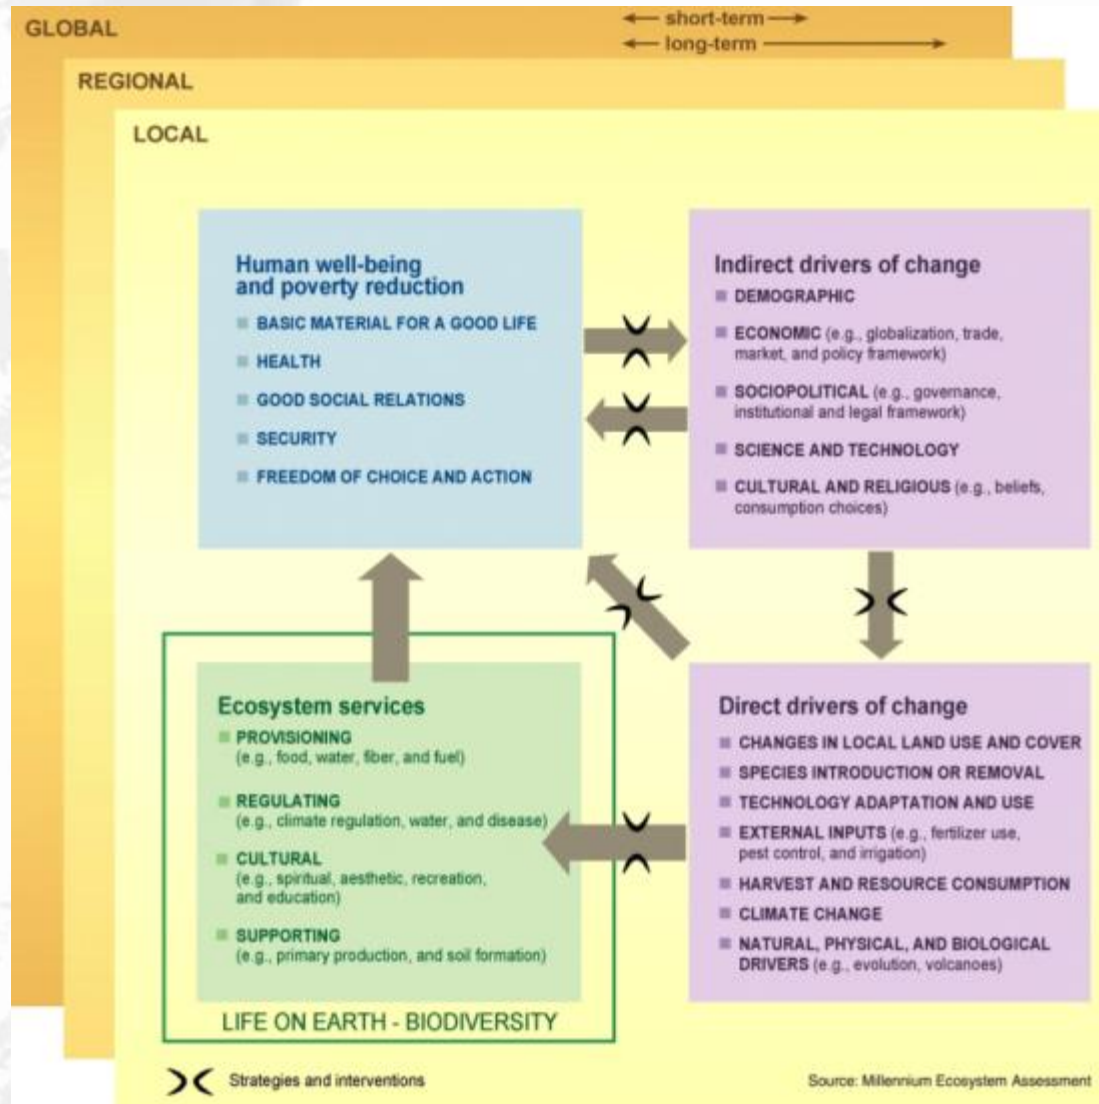 GLOBAL
short-term
long-term
REGIONAL
LOCAL
Human well-being
and poverty reduction
BASIC MATERIAL FOR A GOOD LIFE
HEALTH
GOOD SOCIAL RELATIONS
SECURITY
FREEDOM OF CHOICE AND ACTION
Indirect drivers of change
DEMOGRAPHIC
ECONOMIC (e.g., globalization, trade,
market, and policy framework)
SOCIOPOLITICAL (e.g., governance,
institutional and legal framework)
SCIENCE AND TECHNOLOGY
CULTURAL AND RELIGIOUS (e.g., beliefs,
consumption choices)
Ecosystem services
PROVISIONING
(e.g., food, water, fiber, and fuel)
REGULATING
(e.g., climate regulation, water, and disease)
CULTURAL
(e.g., spiritual, aesthetic, recreation,
and education)
SUPPORTING
(e.g., primary production, and soil formation)
LIFE ON EARTH - BIODIVERSITY
Direct drivers of change
CHANGES IN LOCAL LAND USE AND COVER
SPECIES INTRODUCTION OR REMOVAL
TECHNOLOGY ADAPTATION AND USE
EXTERNAL INPUTS (e.g., fertilizer use,
pest control, and irrigation)
HARVEST AND RESOURCE CONSUMPTION
CLIMATE CHANGE
NATURAL, PHYSICAL, AND BIOLOGICAL
DRIVERS (e.g., evolution, volcanoes)
Strategies and interventions
Source: Millennium Ecosystem Assessment